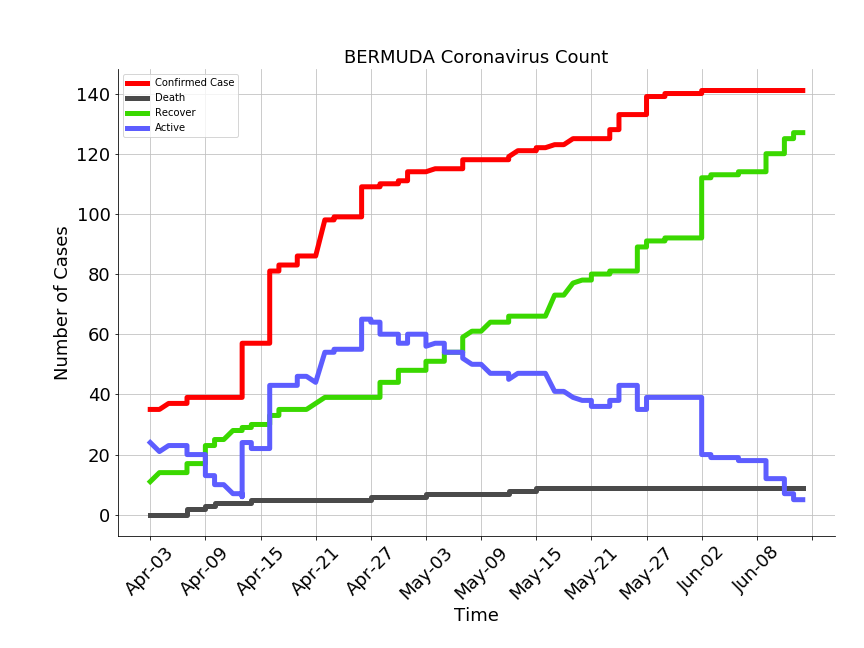 BERMUDA Coronavirus Count
Confirmed Case
Death
Recover
Active
Number of Cases
140
120
100
80
60
40
20
0
Apr-03
Apr-09
Apr-15
Apr-21
Apr-27
May-03
May-09
May-15
May-21
May-27
Jun-02
Jun-08
Time